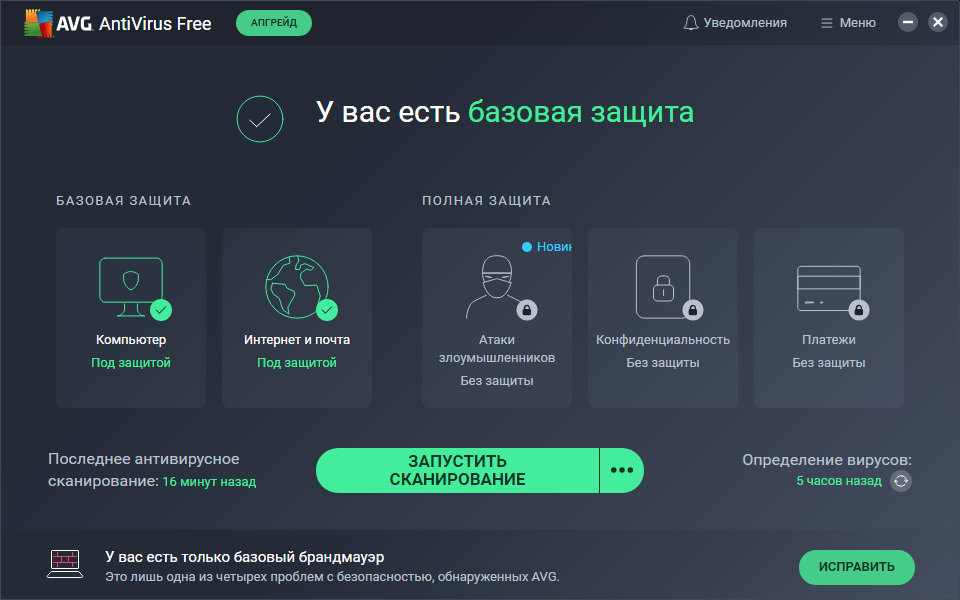 AVG AntiVirus Free
АПГРЕЙД
Уведомления
Меню
У вас есть базовая защита
БАЗОВАЯ ЗАЩИТА
ПОЛНАЯ ЗАЩИТА
Новин
Компьютер
Под защитой
Интернет и почта
Под защитой
Атаки
злоумышленников
Без защиты
Конфиденциальность
Без защиты
Платежи
Без защиты
Последнее антивирусное
сканирование: 16 минут назад
ЗАПУСТИТЬ
СКАНИРОВАНИЕ
Определение вирусов:
5 часов назад
У вас есть только базовый брандмауэр
Это лишь одна из четырех проблем с безопасностью, обнаруженных AVG.
ИСПРАВИТЬ